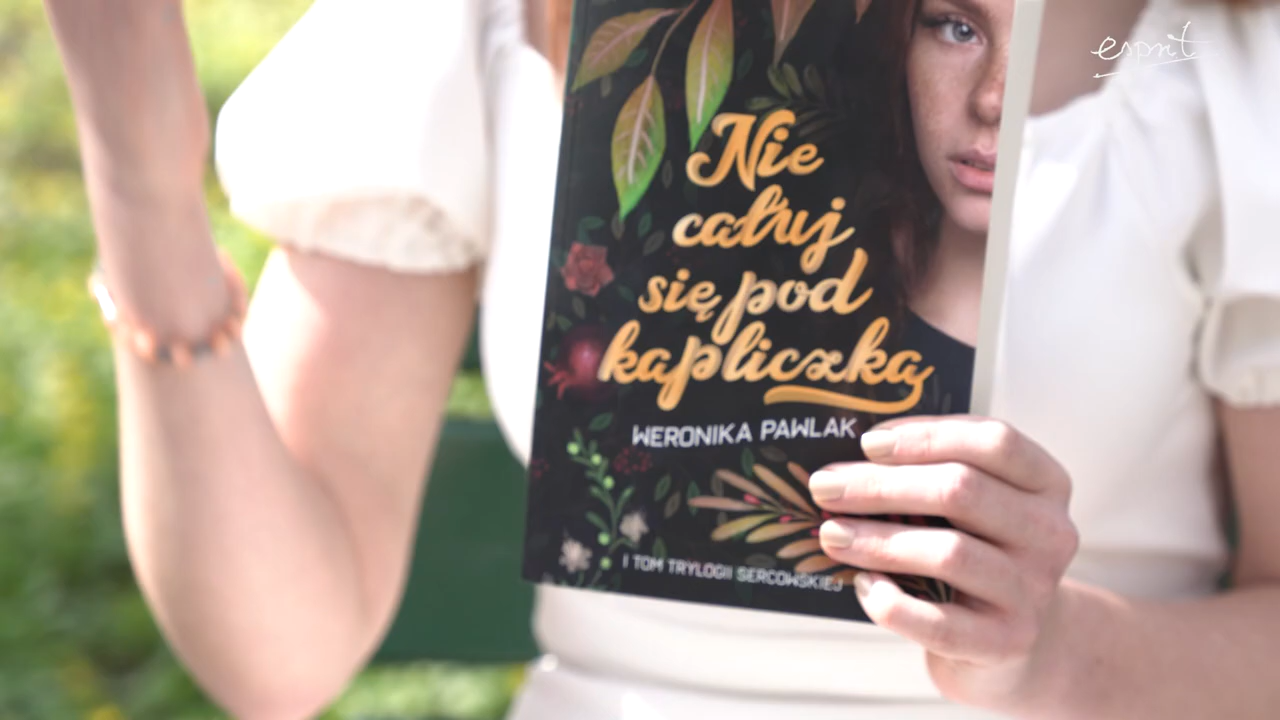 esprit
Nie
całuj
się pod
kapliczką
WERONIKA PAWLAK
I TOM TRYLOGII SERCOWSKIEJ